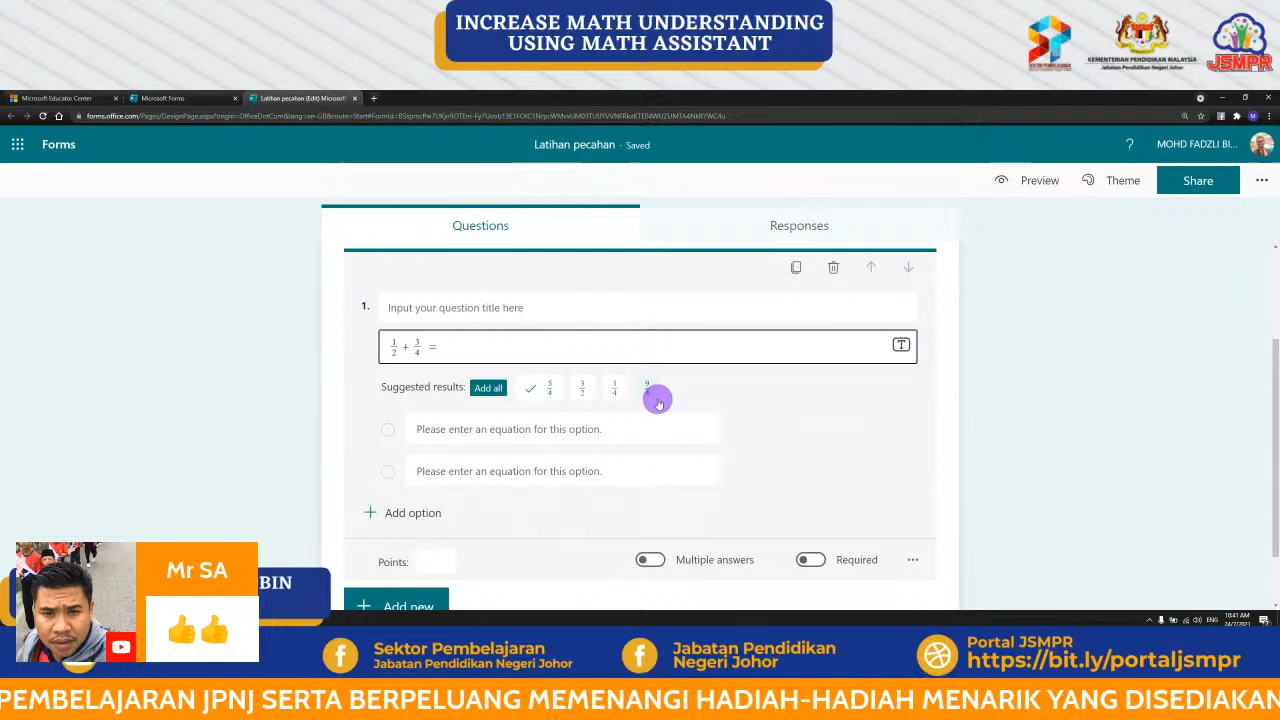 INCREASE MATH UNDERSTANDING
USING MATH ASSISTANT
KEMENTERIAN PENDIDIKAN MALAYSIA
Jabatan Pendidikan Negeri Johor
JSMPR
Microsoft Educator Center
Microsoft Forms
Latihan pecahan (Edit) Microsoft
Forms
Latihan pecahan - Saved
?
MOHD FADZLI BI...
Preview
Theme
Share
Questions
Responses
1.
Input your question title here
1/2 + 3/4 =
T
Suggested results:
Add all
5/4
3/2
1/4
Please enter an equation for this option.
Please enter an equation for this option.
Add option
Points:
Multiple answers
Required
Add new
10:41 AM
ENG
Mr SA
BIN
Sektor Pembelajaran
Jabatan Pendidikan Negeri Johor
Jabatan Pendidikan
Negeri Johor
Portal JSMPR
https://bit.ly/portaljsmpr
PEMBELAJARAN JPNJ SERTA BERPELUANG MEMENANGI HADIAH-HADIAH MENARIK YANG DISEDIAKAN